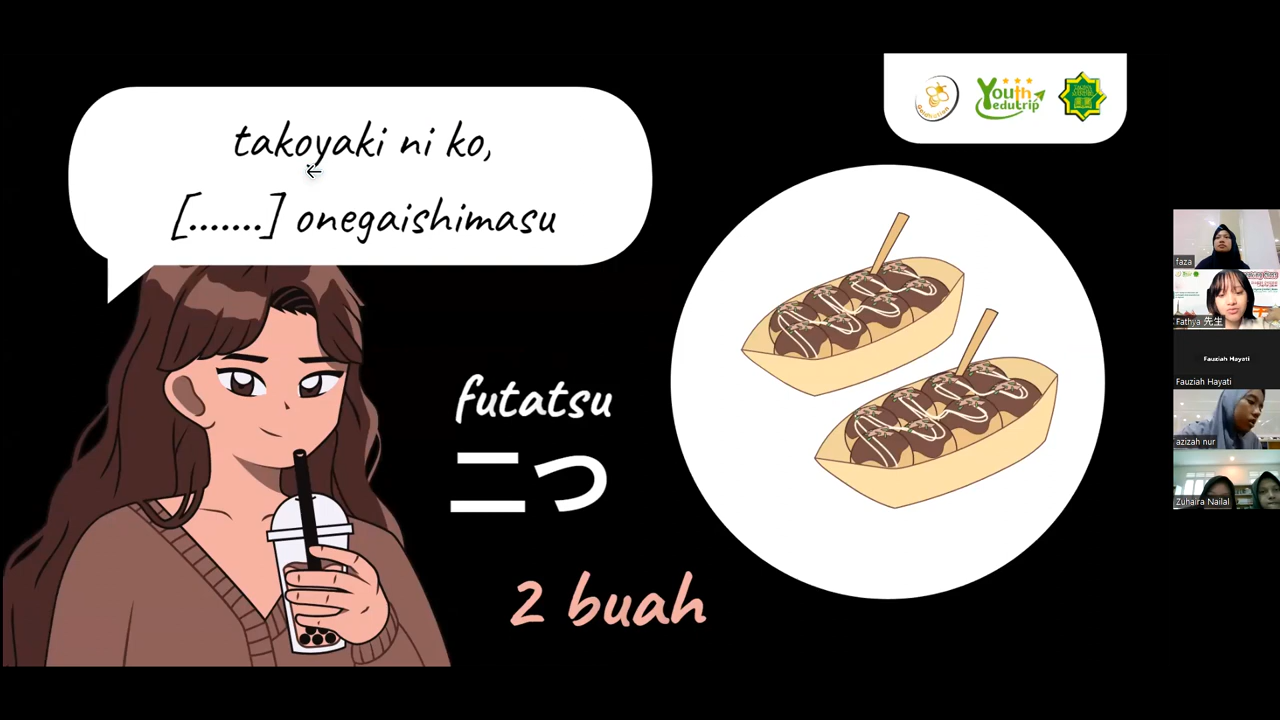 takoyaki ni ko,
[.......] onegaishimasu
futatsu
二つ
2 buah
Youth
edutrip
faza
Fathya 先生
Fauziah Hayati
Fauziah Hayati
azizah nur
Zuhaira Nailal